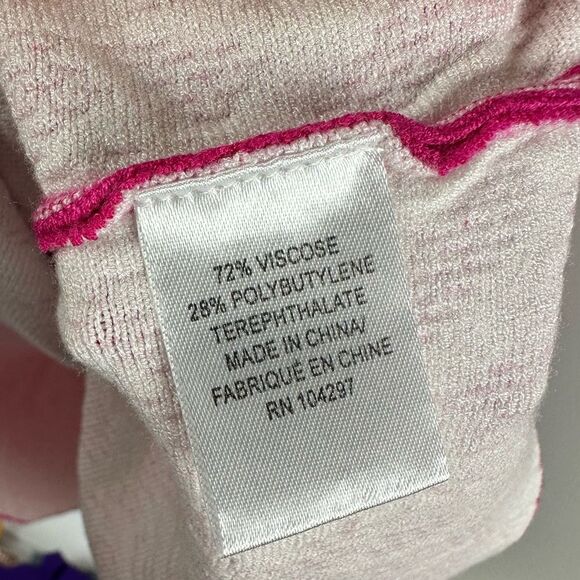 72% VISCOSE
28% POLYBUTYLENE
TEREPHTHALATE
MADE IN CHINA/
FABRIQUÉ EN CHINE
RN 104297